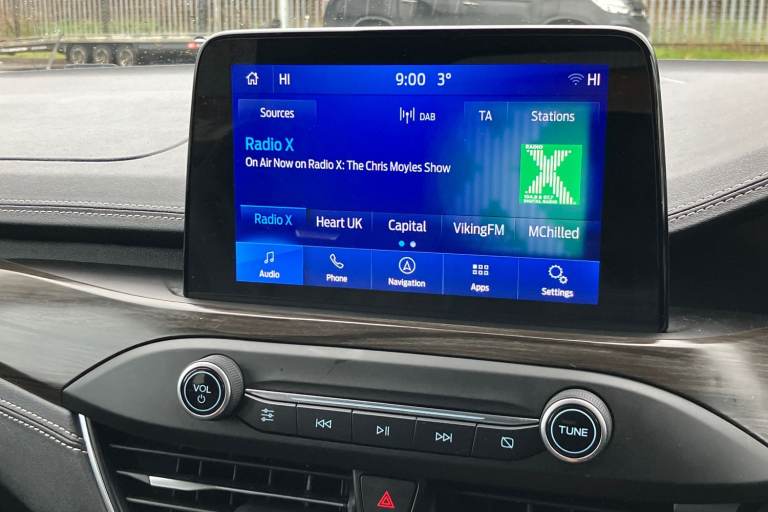 HI 9:00 3° HI
Sources DAB TA Stations
Radio X
On Air Now on Radio X: The Chris Moyles Show
RADIO
X
Radio X Heart UK Capital VikingFM MChilled
Audio Phone Navigation Apps Settings
VOL
TUNE